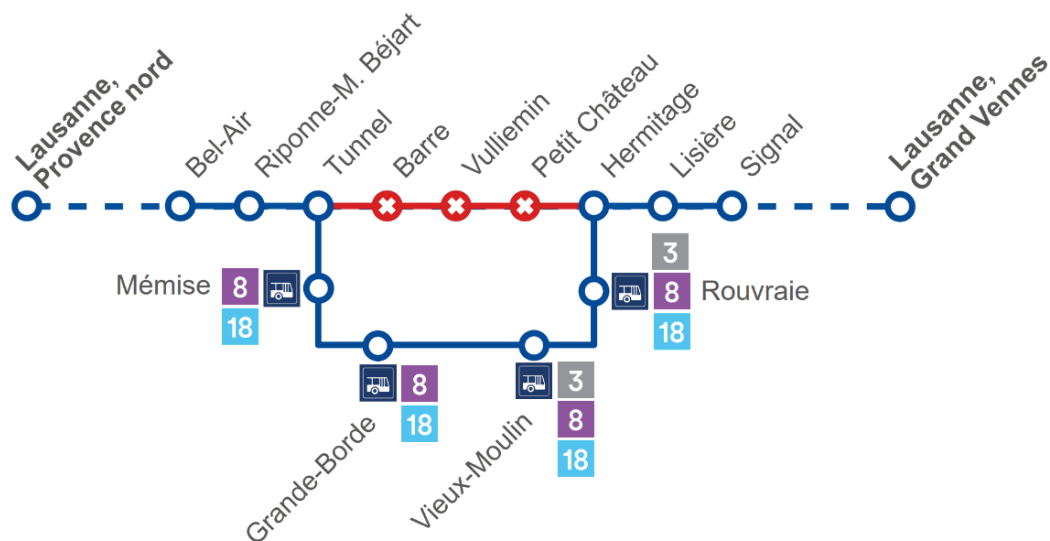 Lausanne,
Provence nord
Bel-Air
Riponne-M. Béjart
Tunnel
Barre
Vulliemin
Petit Château
Hermitage
Lisière
Signal
Lausanne,
Grand Vennes
Mémise
8
18
3
8
18
Rouvraie
8
18
Grande-Borde
3
8
18
Vieux-Moulin